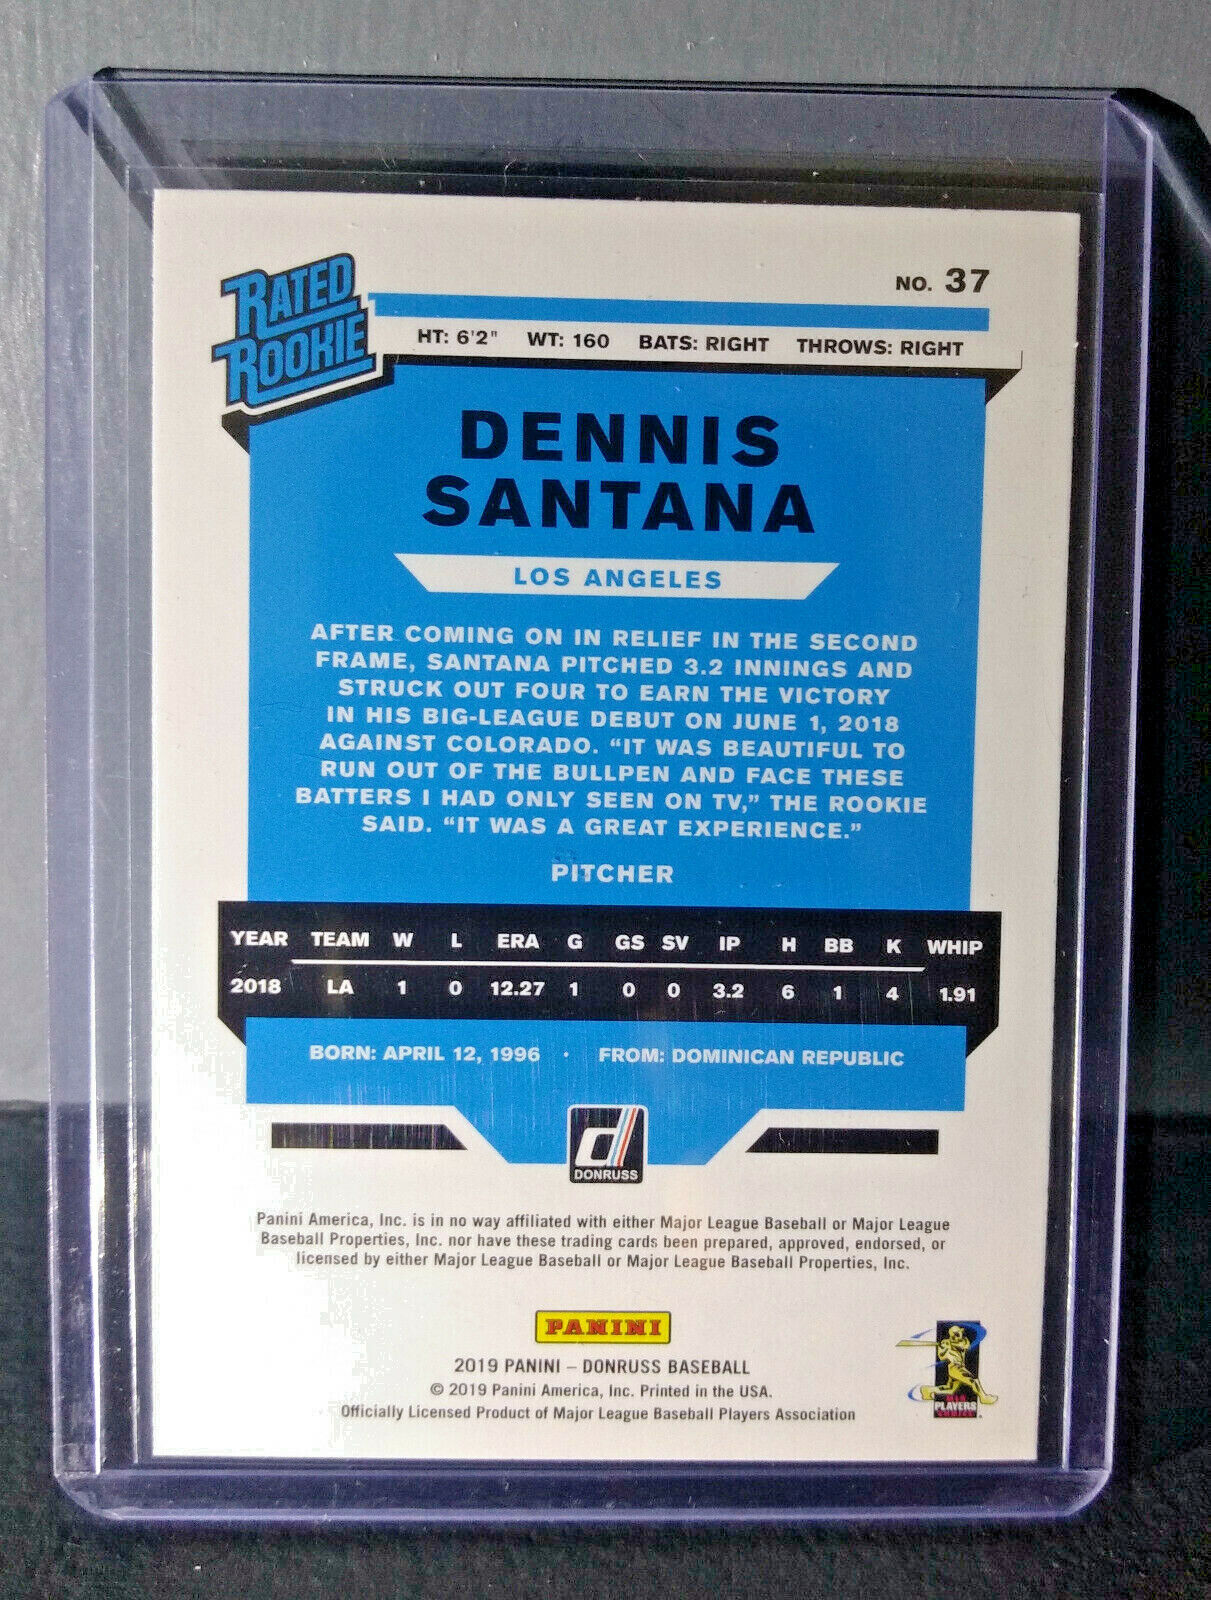 RATED
ROOKIE
NO. 37
HT: 6'2" WT: 160 BATS: RIGHT THROWS: RIGHT
DENNIS
SANTANA
LOS ANGELES
AFTER COMING ON IN RELIEF IN THE SECOND
FRAME, SANTANA PITCHED 3.2 INNINGS AND
STRUCK OUT FOUR TO EARN THE VICTORY
IN HIS BIG-LEAGUE DEBUT ON JUNE 1, 2018
AGAINST COLORADO. “IT WAS BEAUTIFUL TO
RUN OUT OF THE BULLPEN AND FACE THESE
BATTERS I HAD ONLY SEEN ON TV,” THE ROOKIE
SAID. “IT WAS A GREAT EXPERIENCE.”
PITCHER
YEAR TEAM W L ERA G GS SV IP H BB K WHIP
2018 LA 1 0 12.27 1 0 0 3.2 6 1 4 1.91
BORN: APRIL 12, 1996 · FROM: DOMINICAN REPUBLIC
d
DONRUSS
Panini America, Inc. is in no way affiliated with either Major League Baseball or Major League
Baseball Properties, Inc. nor have these trading cards been prepared, approved, endorsed, or
licensed by either Major League Baseball or Major League Baseball Properties, Inc.
PANINI
2019 PANINI – DONRUSS BASEBALL
© 2019 Panini America, Inc. Printed in the USA.
Officially Licensed Product of Major League Baseball Players Association
PLAYERS